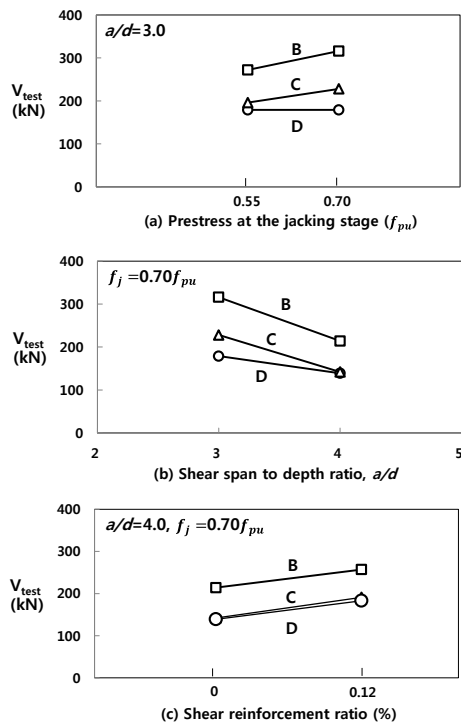 400
a/d=3.0
B
300
V_test
(kN)
C
200
D
100
0
0.55 0.70
(a) Prestress at the jacking stage (f_pu)
400
f_j =0.70f_pu
B
300
V_test
(kN)
C
200
D
100
0
2 3 4 5
(b) Shear span to depth ratio, a/d
400
a/d=4.0, f_j =0.70f_pu
300
B
V_test
(kN)
200
C
D
100
0
0 0.12
(c) Shear reinforcement ratio (%)